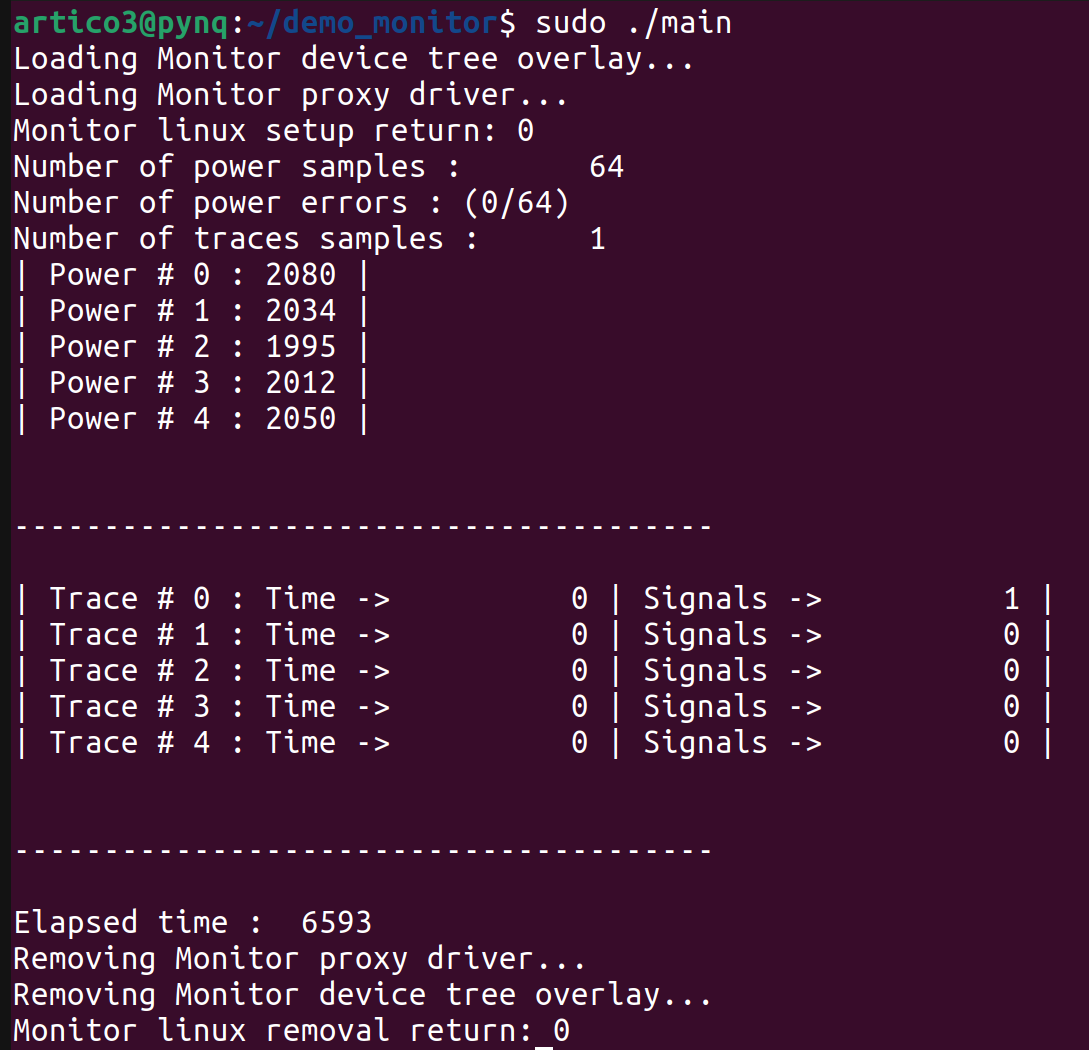 artico3@pynq:~/demo_monitor$ sudo ./main
Loading Monitor device tree overlay...
Loading Monitor proxy driver...
Monitor linux setup return: 0
Number of power samples :       64
Number of power errors : (0/64)
Number of traces samples :      1
| Power # 0 : 2080 |
| Power # 1 : 2034 |
| Power # 2 : 1995 |
| Power # 3 : 2012 |
| Power # 4 : 2050 |
---------------------------------------
| Trace # 0 : Time ->          0 | Signals ->          1 |
| Trace # 1 : Time ->          0 | Signals ->          0 |
| Trace # 2 : Time ->          0 | Signals ->          0 |
| Trace # 3 : Time ->          0 | Signals ->          0 |
| Trace # 4 : Time ->          0 | Signals ->          0 |
---------------------------------------
Elapsed time :  6593
Removing Monitor proxy driver...
Removing Monitor device tree overlay...
Monitor linux removal return: 0